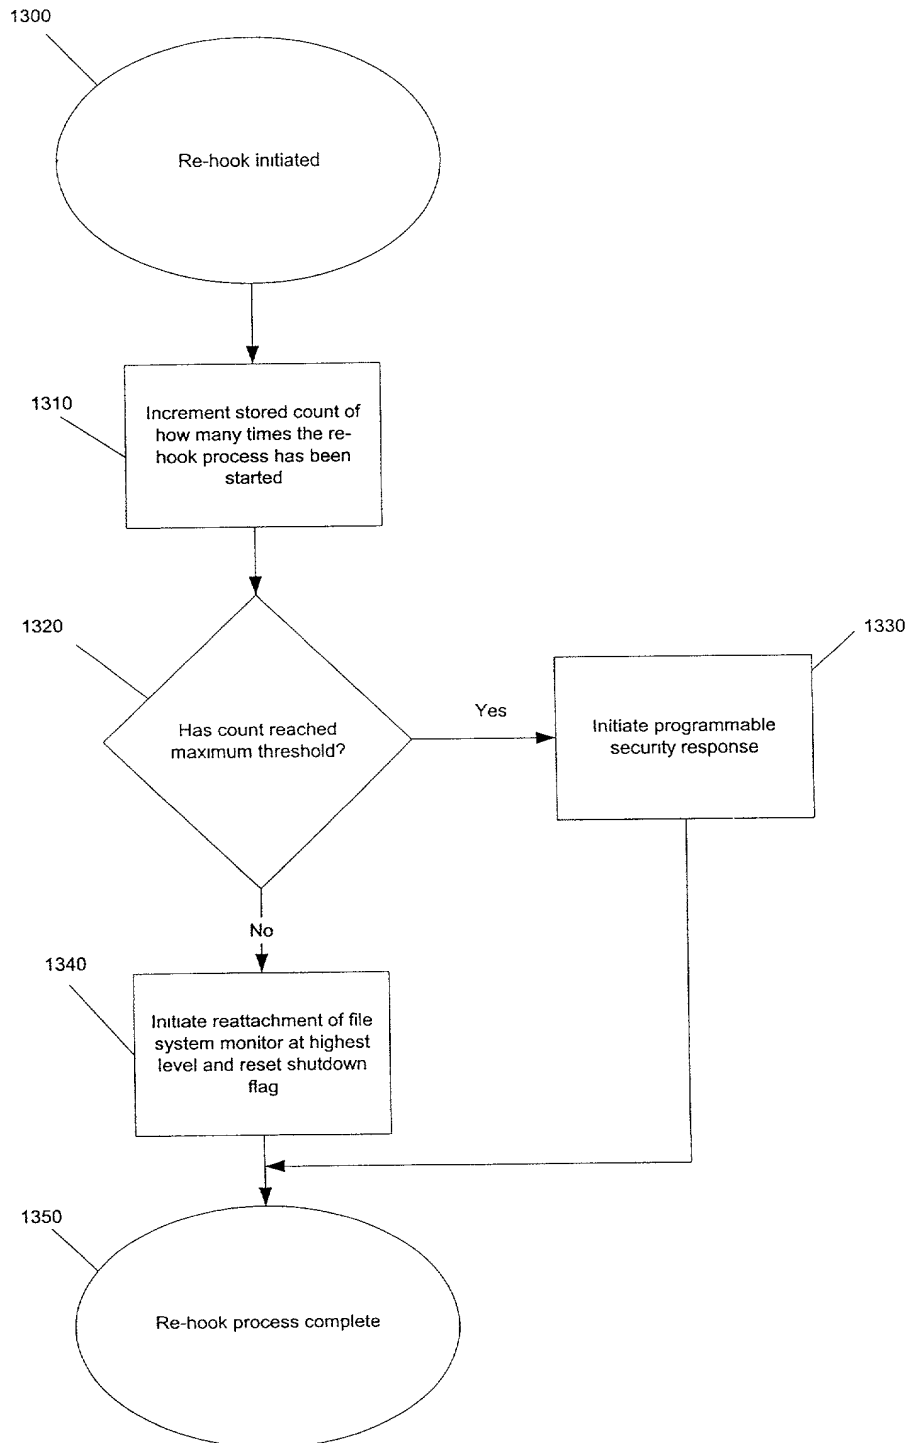 1300
Re-hook initiated
1310
Increment stored count of
how many times the re-
hook process has been
started
1320
Has count reached
maximum threshold?
Yes
1330
Initiate programmable
security response
No
1340
Initiate reattachment of file
system monitor at highest
level and reset shutdown
flag
1350
Re-hook process complete